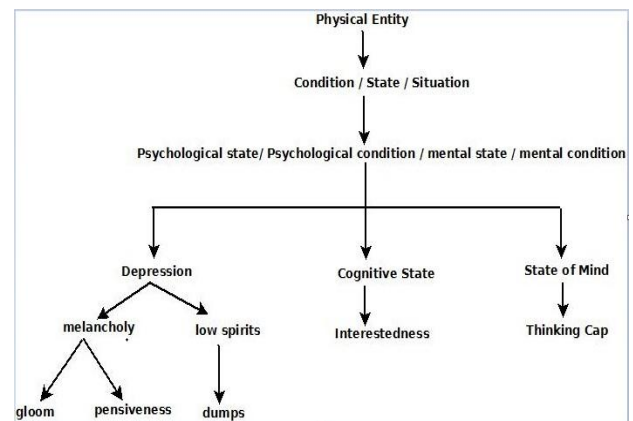 Physical Entity
Condition / State / Situation
Psychological state/ Psychological condition / mental state / mental condition
Depression
Cognitive State
State of Mind
melancholy
low spirits
Interestedness
Thinking Cap
gloom
pensiveness
dumps